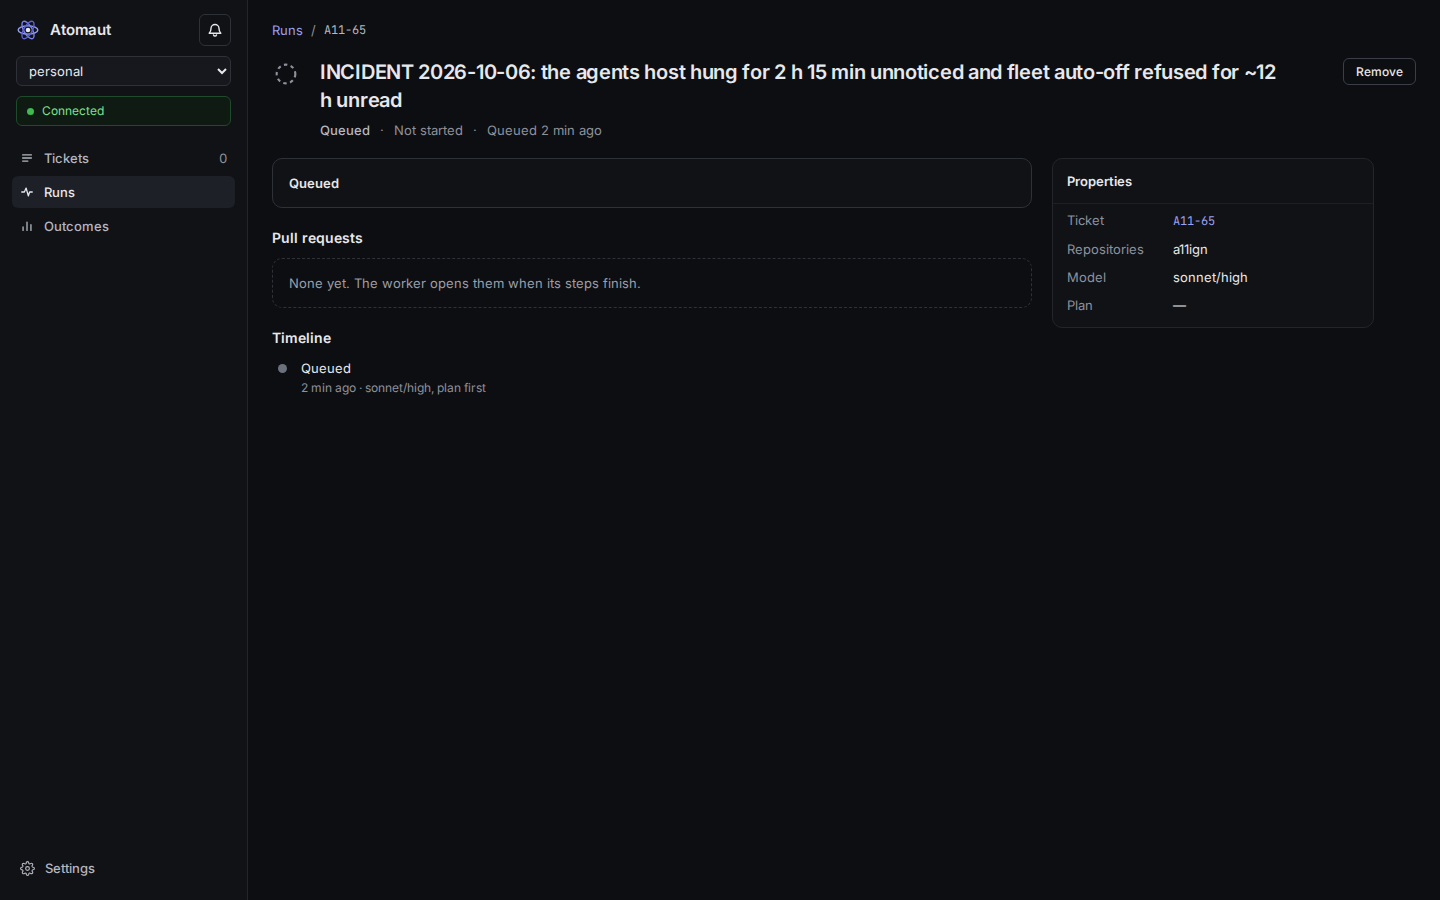 Atomaut
personal
Connected
Tickets 0
Runs
Outcomes
Settings
Runs / A11-65
INCIDENT 2026-10-06: the agents host hung for 2 h 15 min unnoticed and fleet auto-off refused for ~12
h unread
Remove
Queued · Not started · Queued 2 min ago
Queued
Pull requests
None yet. The worker opens them when its steps finish.
Timeline
Queued
2 min ago · sonnet/high, plan first
Properties
Ticket A11-65
Repositories a11ign
Model sonnet/high
Plan —